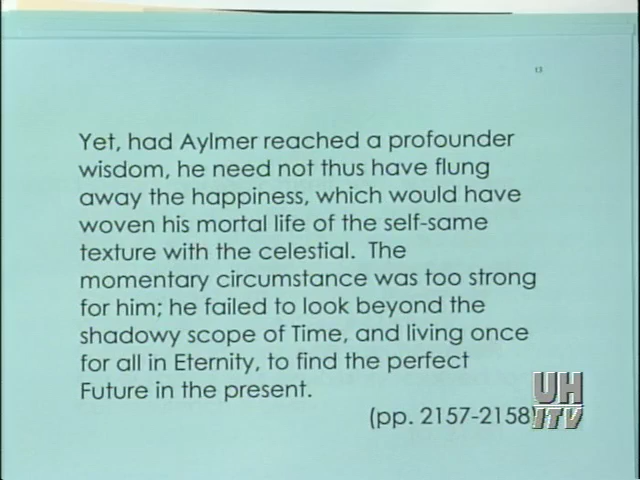 13
Yet, had Aylmer reached a profounder
wisdom, he need not thus have flung
away the happiness, which would have
woven his mortal life of the self-same
texture with the celestial.  The
momentary circumstance was too strong
for him; he failed to look beyond the
shadowy scope of Time, and living once
for all in Eternity, to find the perfect
Future in the present.
(pp. 2157-2158)
UH
ITV